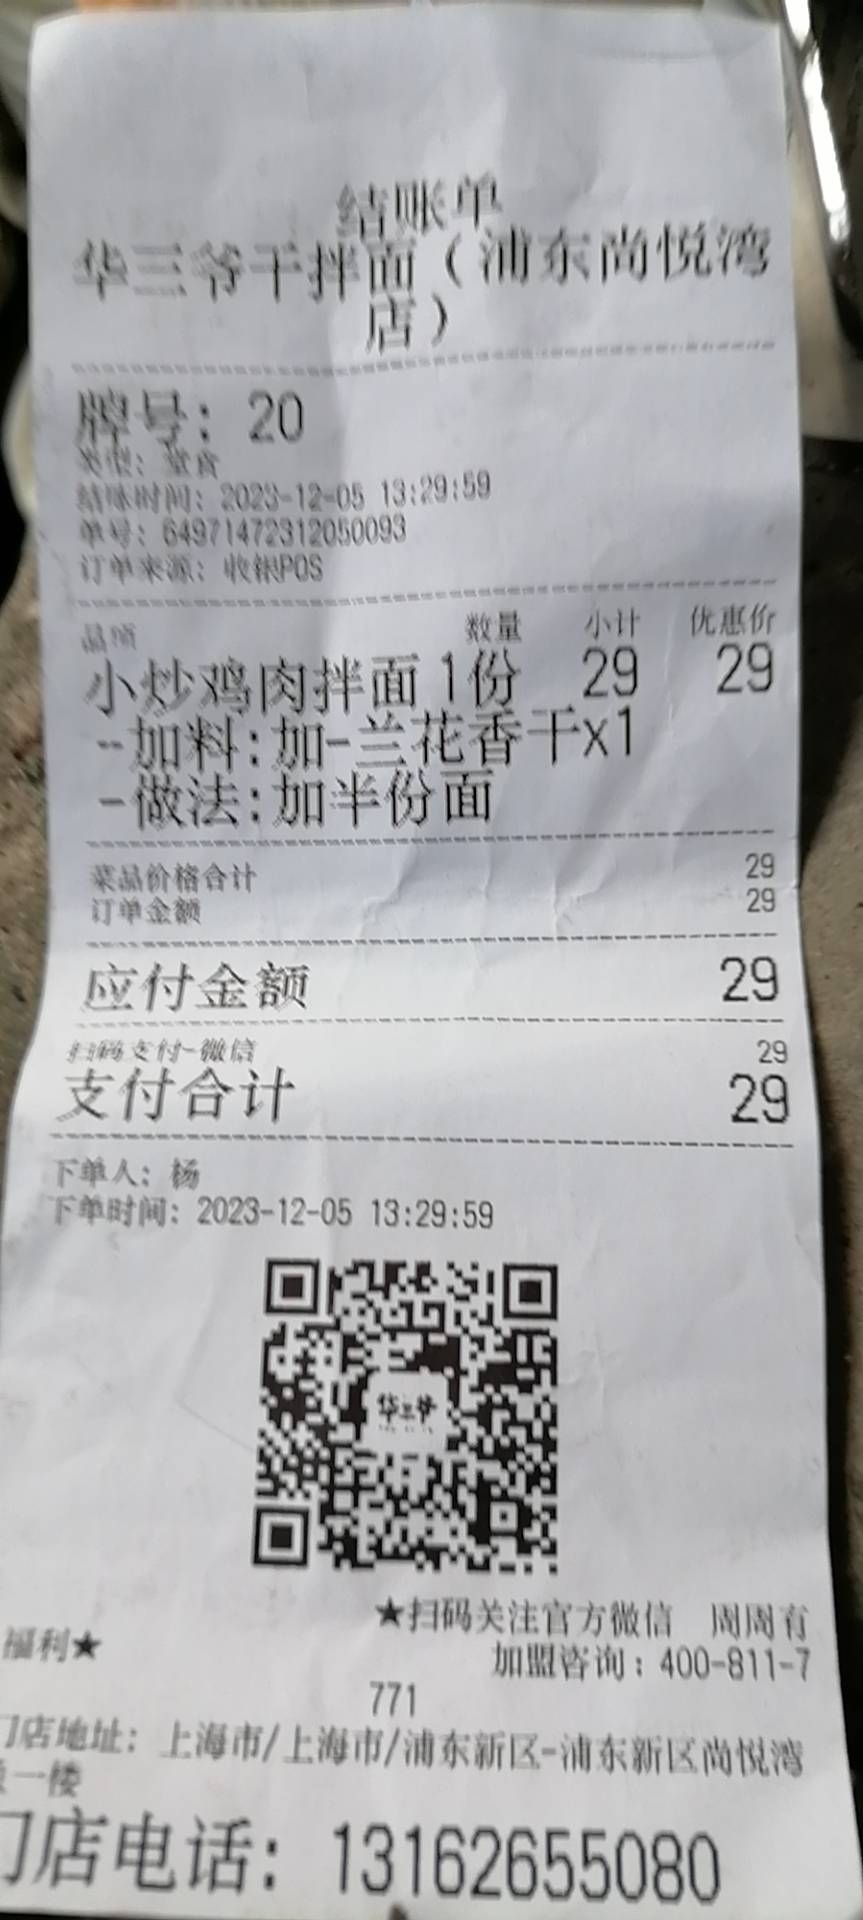 结账单
华三爷干拌面（浦东尚悦湾
店）
牌号：20
类型：堂食
结账时间：2023-12-05 13:29:59
单号：64971472312050093
订单来源：收银POS
品项 数量 小计 优惠价
小炒鸡肉拌面 1份 29 29
-加料:加-兰花香干x1
-做法:加半份面
菜品价格合计 29
订单金额 29
应付金额 29
扫码支付-微信 29
支付合计 29
下单人：杨
下单时间：2023-12-05 13:29:59
华三爷
★扫码关注官方微信 周周有
福利★
加盟咨询：400-811-7
771
门店地址：上海市/上海市/浦东新区-浦东新区尚悦湾
一楼
门店电话：13162655080